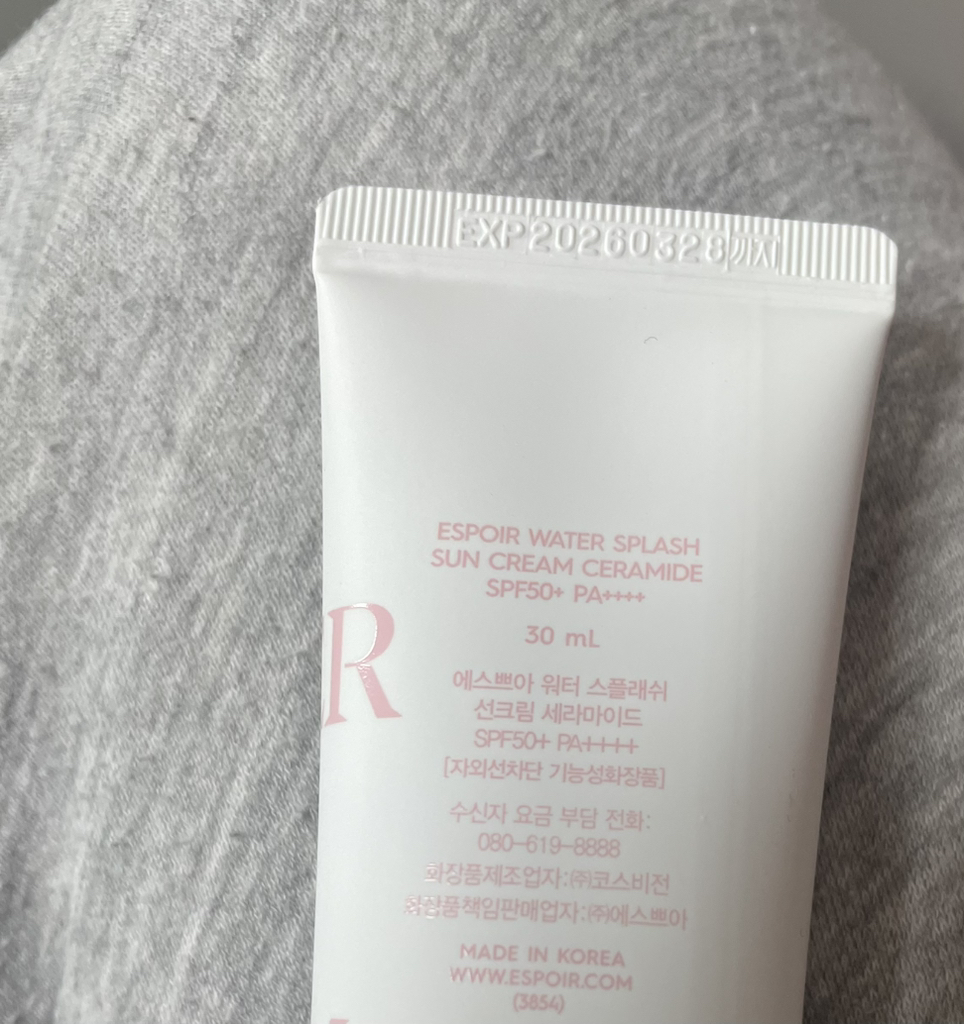 EXP20260328까지
ESPOIR WATER SPLASH
SUN CREAM CERAMIDE
SPF50+ PA++++
30 mL
R
에스쁘아 워터 스플래쉬
선크림 세라마이드
SPF50+ PA++++
[자외선차단 기능성화장품]
수신자 요금 부담 전화:
080-619-8888
화장품제조업자:㈜코스비전
화장품책임판매업자:㈜에스쁘아
MADE IN KOREA
WWW.ESPOIR.COM
(3854)